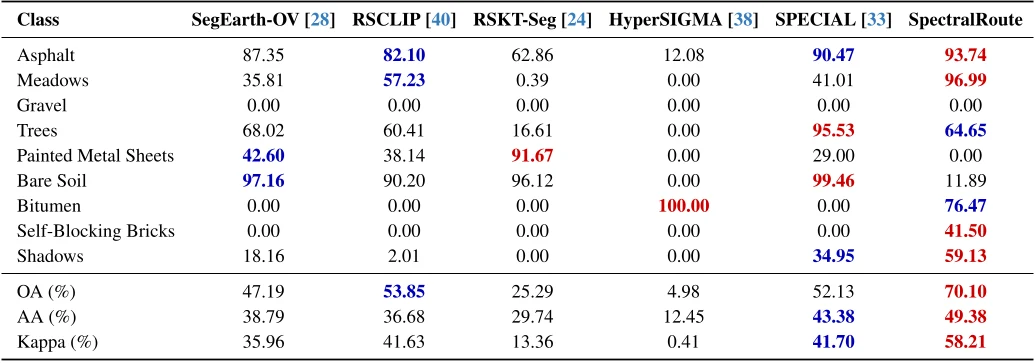 Class SegEarth-OV [28] RSCLIP [40] RSKT-Seg [24] HyperSIGMA [38] SPECIAL [33] SpectralRoute
Asphalt 87.35 82.10 62.86 12.08 90.47 93.74
Meadows 35.81 57.23 0.39 0.00 41.01 96.99
Gravel 0.00 0.00 0.00 0.00 0.00 0.00
Trees 68.02 60.41 16.61 0.00 95.53 64.65
Painted Metal Sheets 42.60 38.14 91.67 0.00 29.00 0.00
Bare Soil 97.16 90.20 96.12 0.00 99.46 11.89
Bitumen 0.00 0.00 0.00 100.00 0.00 76.47
Self-Blocking Bricks 0.00 0.00 0.00 0.00 0.00 41.50
Shadows 18.16 2.01 0.00 0.00 34.95 59.13
OA (%) 47.19 53.85 25.29 4.98 52.13 70.10
AA (%) 38.79 36.68 29.74 12.45 43.38 49.38
Kappa (%) 35.96 41.63 13.36 0.41 41.70 58.21